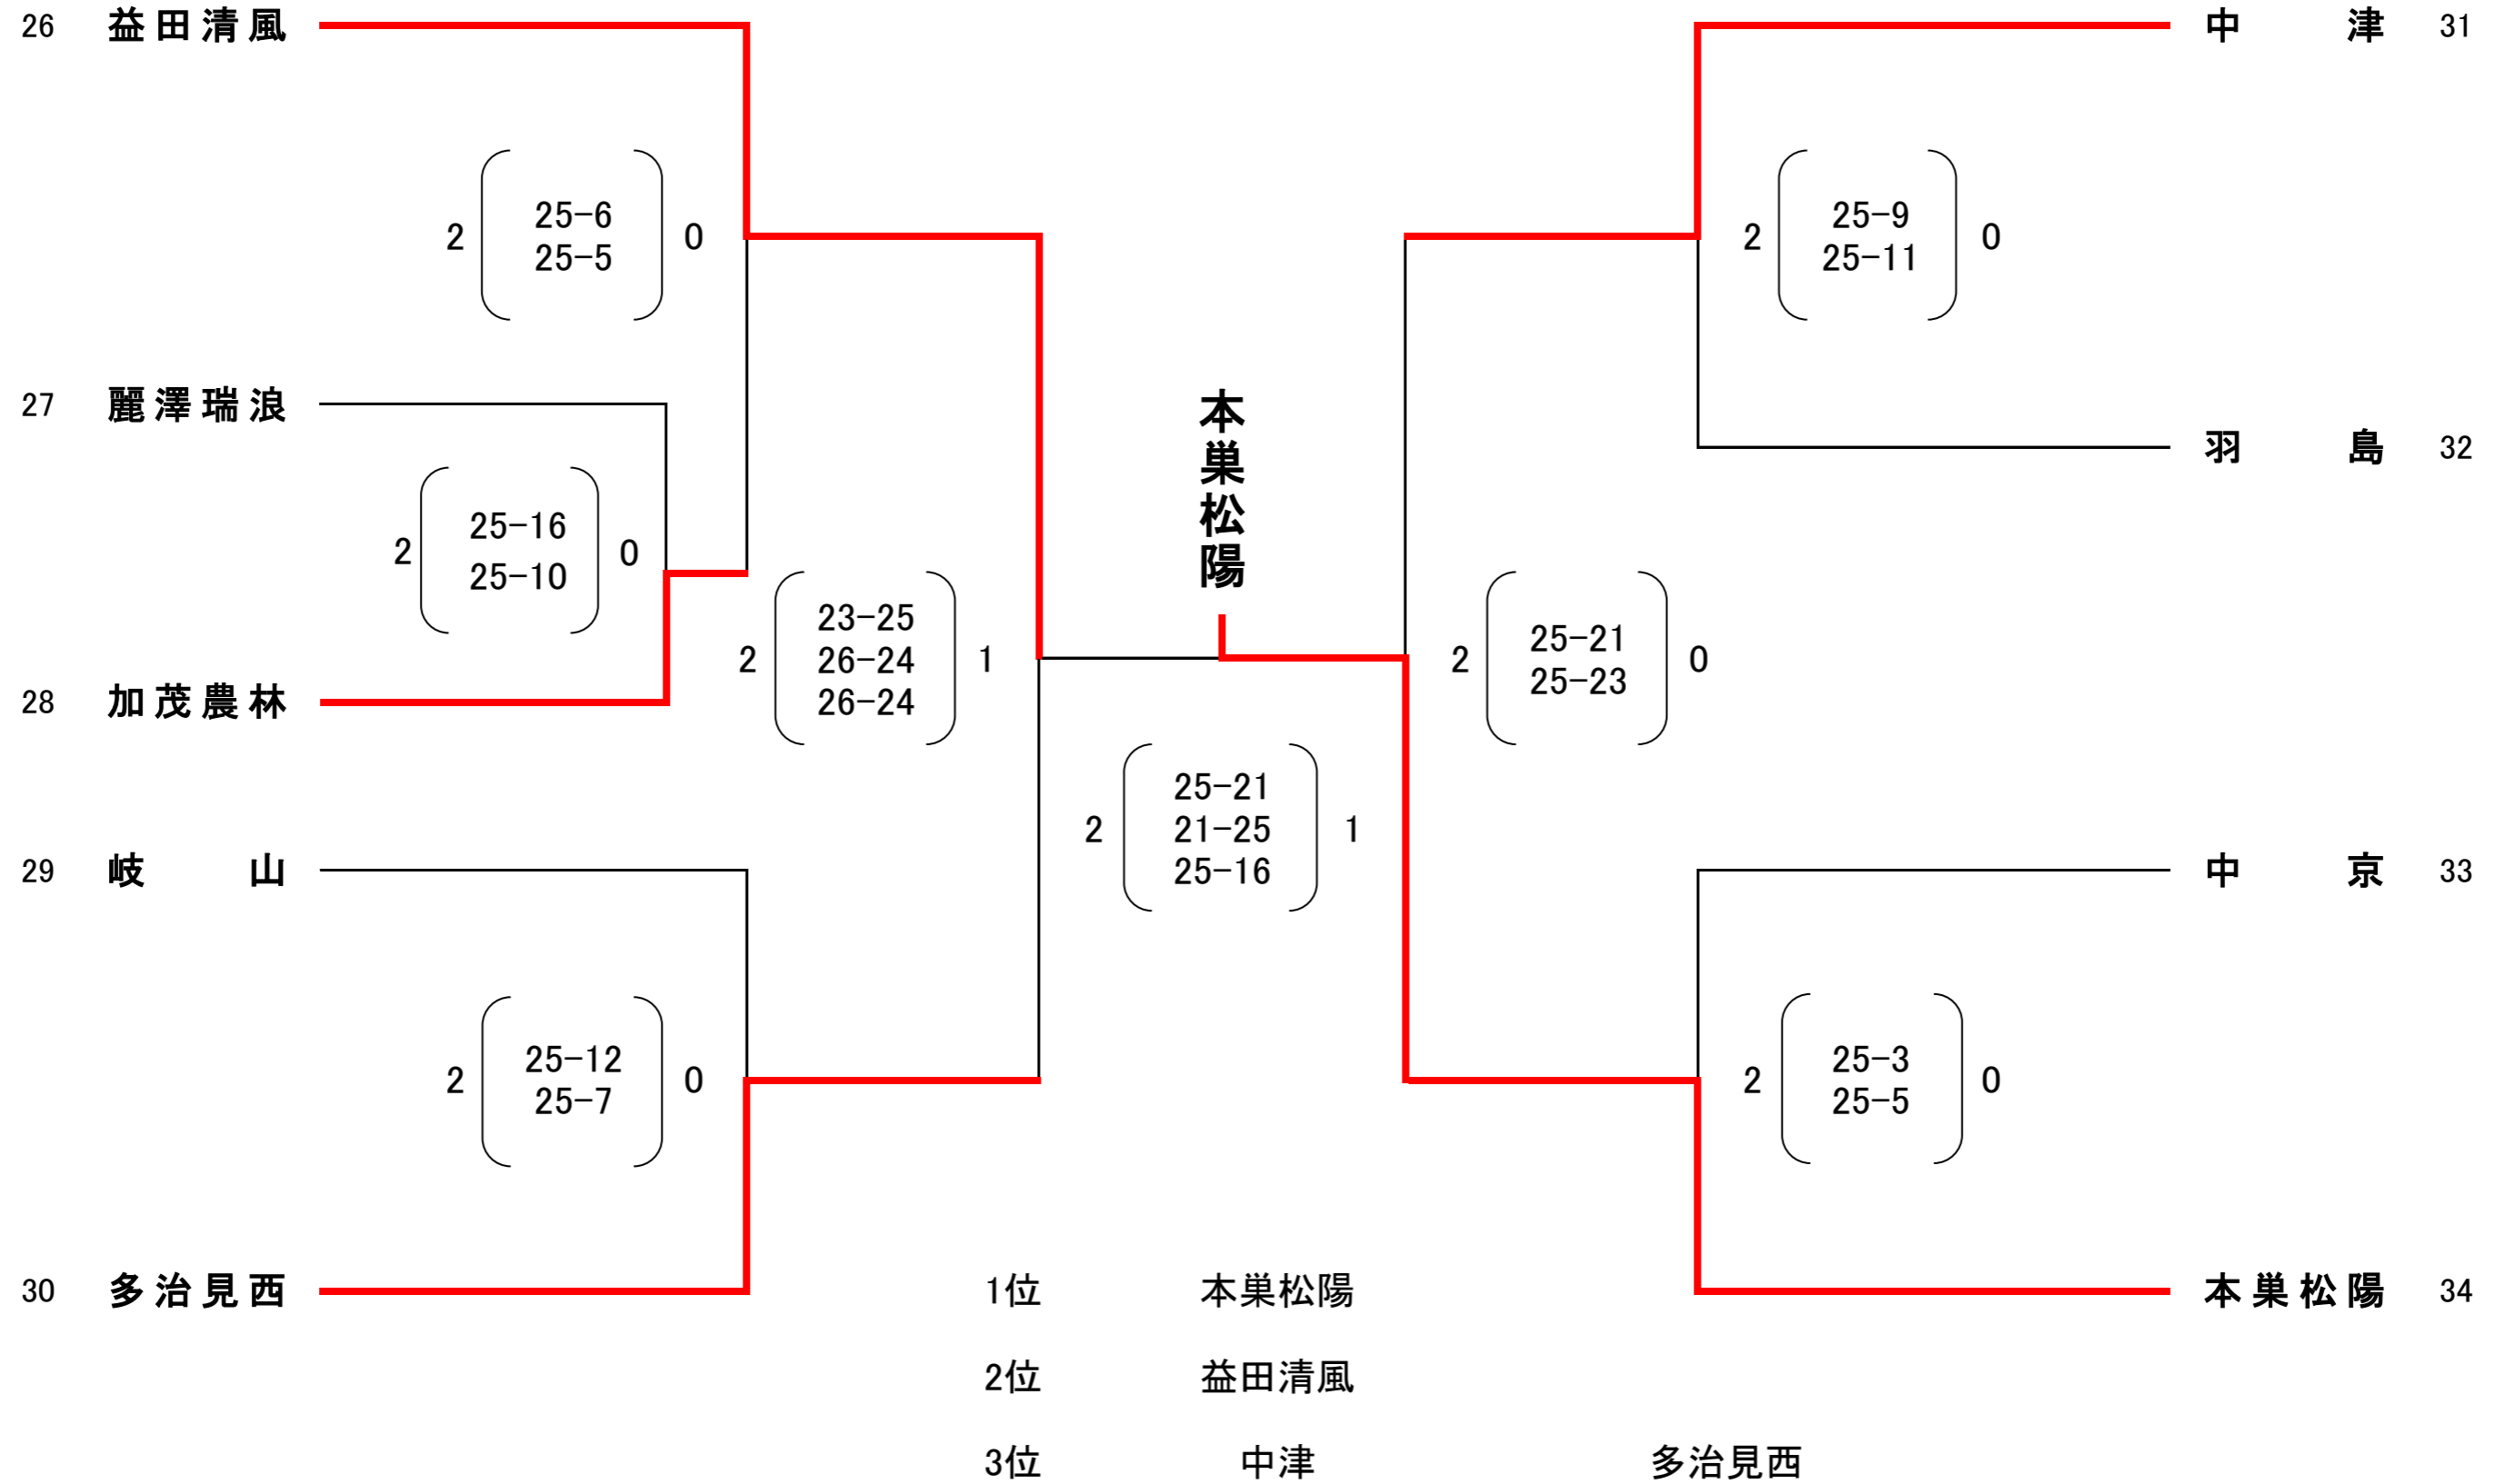 26 益田清風
中津 31
2 25-6 0
25-5
2 25-9 0
25-11
27 麗澤瑞浪
羽島 32
本巣松陽
2 25-16 0
25-10
28 加茂農林
2 23-25 1
26-24
26-24
2 25-21 0
25-23
2 25-21 1
21-25
25-16
29 岐山
中京 33
2 25-12 0
25-7
2 25-3 0
25-5
30 多治見西
本巣松陽 34
1位 本巣松陽
2位 益田清風
3位 中津 多治見西